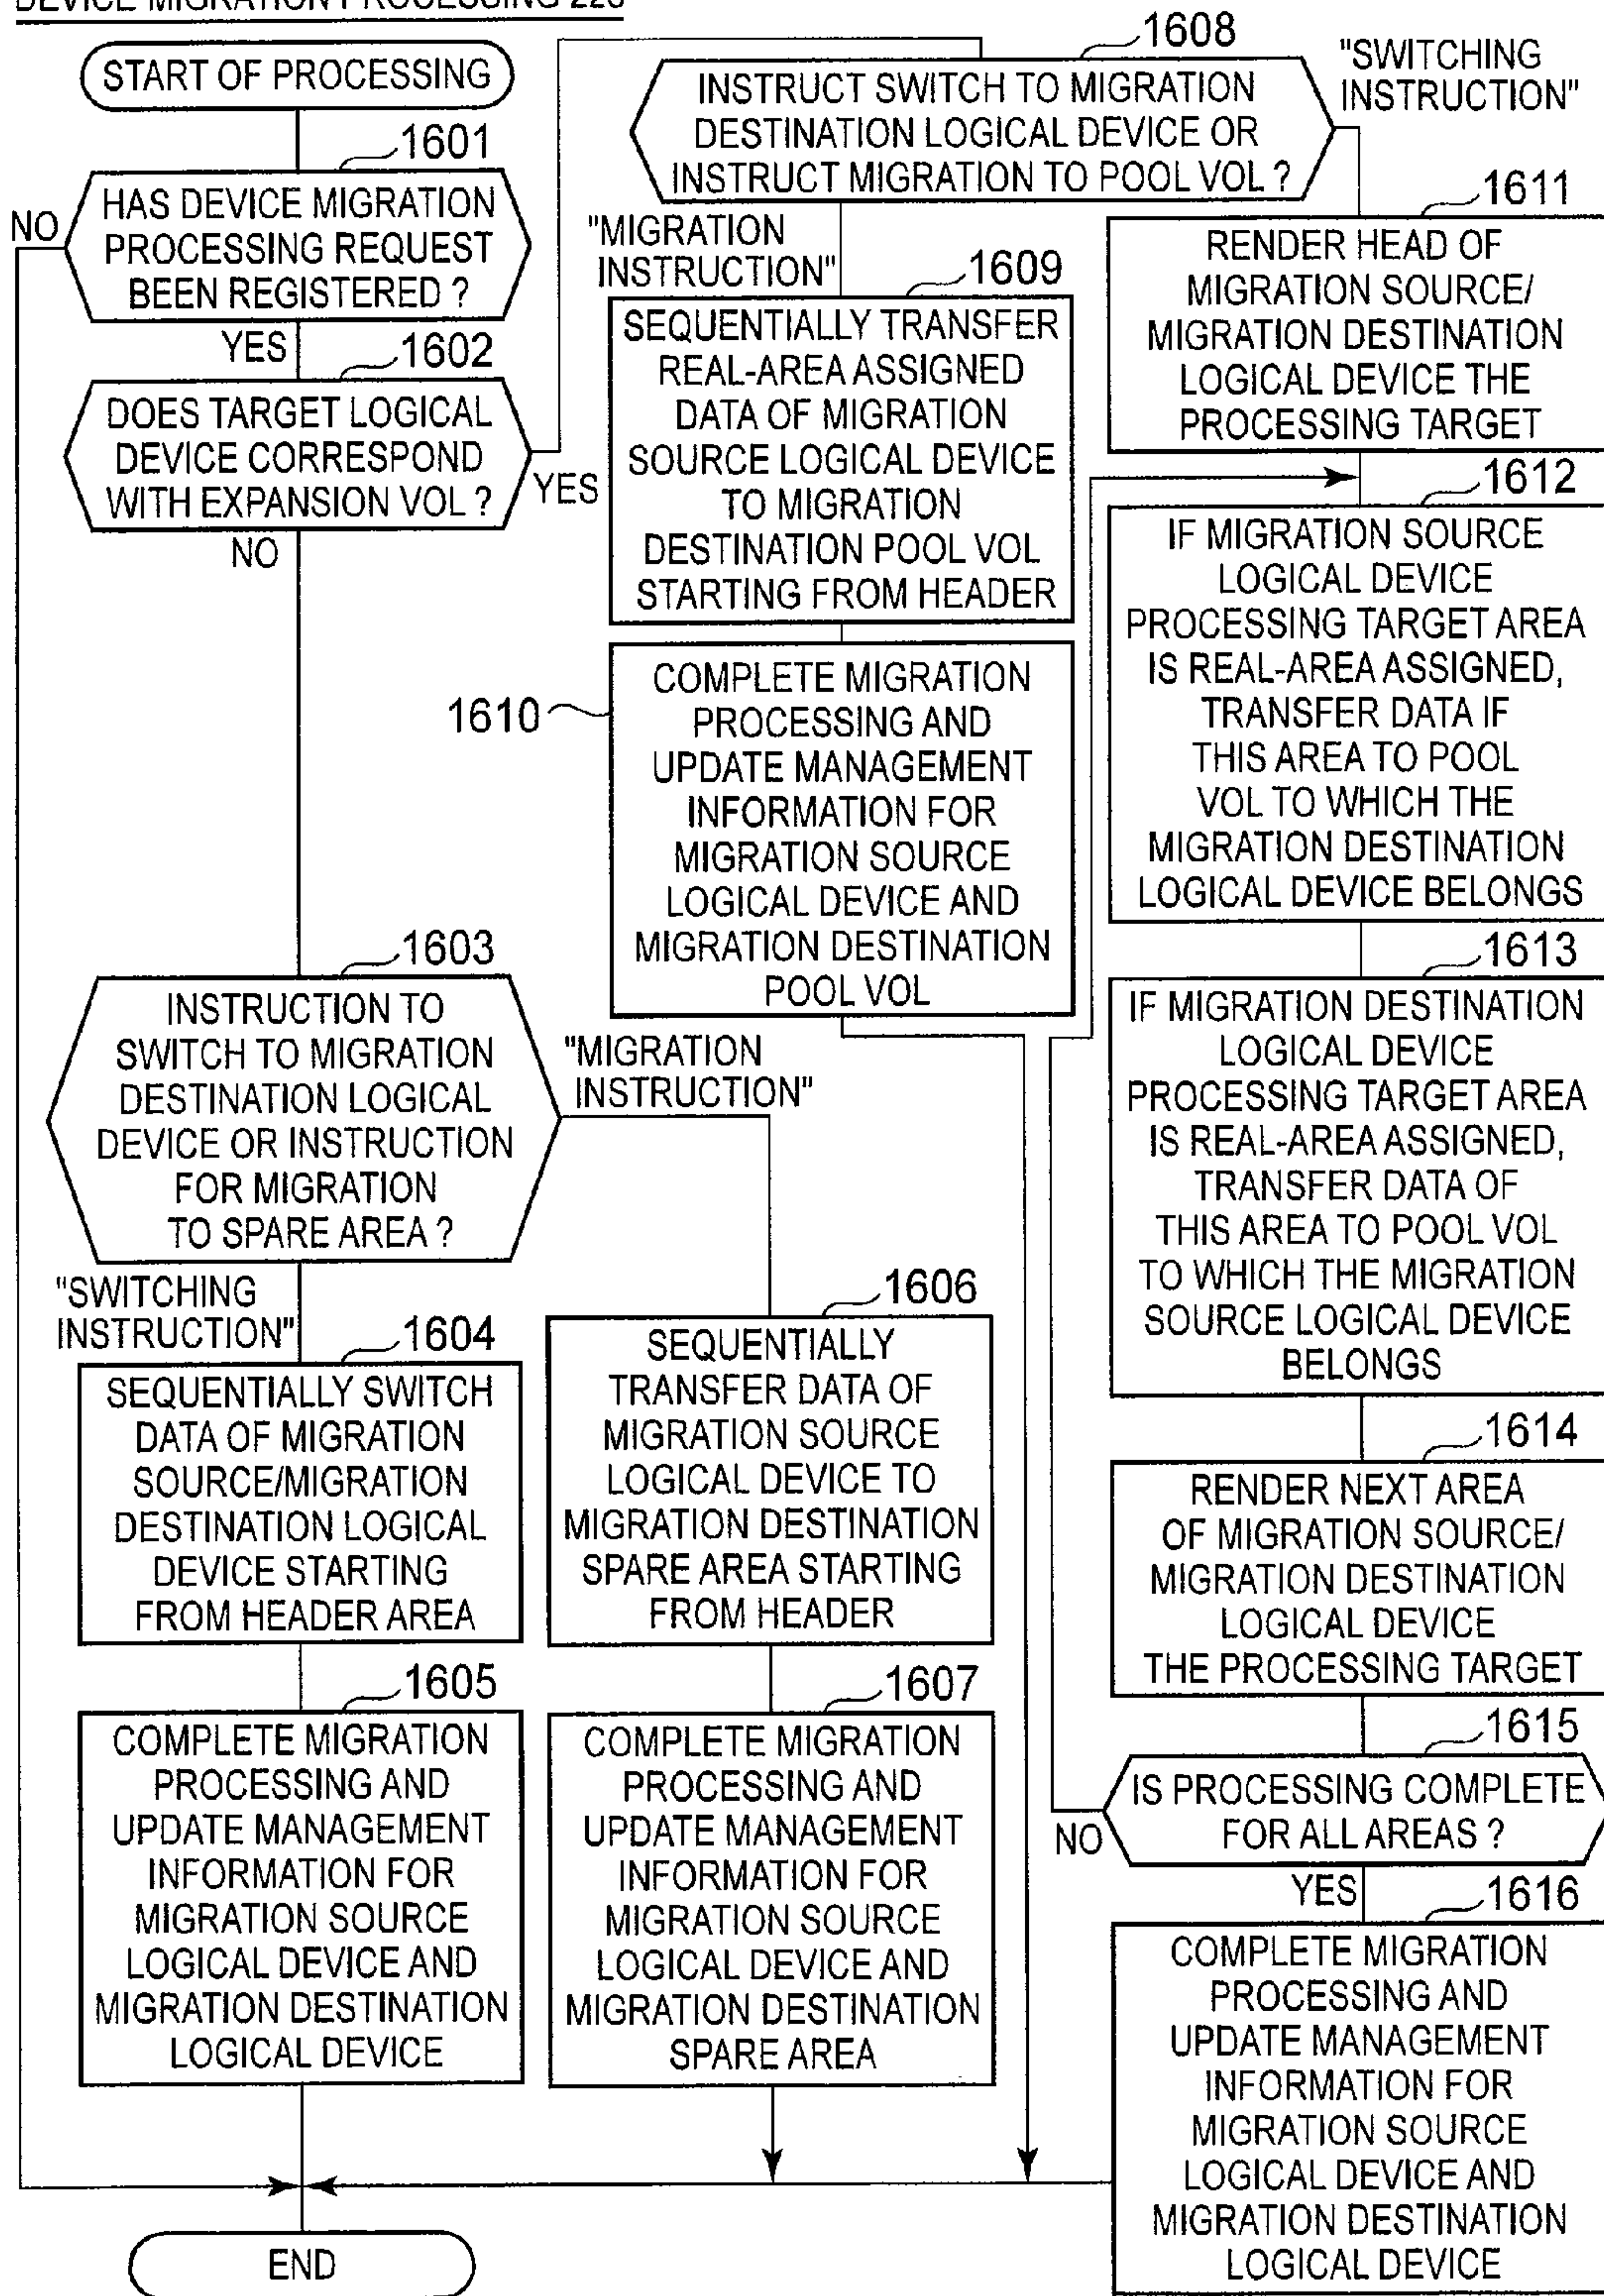 DEVICE MIGRATION PROCESSING 223
START OF PROCESSING
1601
HAS DEVICE MIGRATION
PROCESSING REQUEST
BEEN REGISTERED ?
NO
YES
1602
DOES TARGET LOGICAL
DEVICE CORRESPOND
WITH EXPANSION VOL ?
YES
NO
1603
INSTRUCTION TO
SWITCH TO MIGRATION
DESTINATION LOGICAL
DEVICE OR INSTRUCTION
FOR MIGRATION
TO SPARE AREA ?
"MIGRATION
INSTRUCTION"
"SWITCHING
INSTRUCTION"
1604
SEQUENTIALLY SWITCH
DATA OF MIGRATION
SOURCE/MIGRATION
DESTINATION LOGICAL
DEVICE STARTING
FROM HEADER AREA
1605
COMPLETE MIGRATION
PROCESSING AND
UPDATE MANAGEMENT
INFORMATION FOR
MIGRATION SOURCE
LOGICAL DEVICE AND
MIGRATION DESTINATION
LOGICAL DEVICE
1606
SEQUENTIALLY
TRANSFER DATA OF
MIGRATION SOURCE
LOGICAL DEVICE TO
MIGRATION DESTINATION
SPARE AREA STARTING
FROM HEADER
1607
COMPLETE MIGRATION
PROCESSING AND
UPDATE MANAGEMENT
INFORMATION FOR
MIGRATION SOURCE
LOGICAL DEVICE AND
MIGRATION DESTINATION
SPARE AREA
1608
INSTRUCT SWITCH TO MIGRATION
DESTINATION LOGICAL DEVICE OR
INSTRUCT MIGRATION TO POOL VOL ?
"SWITCHING
INSTRUCTION"
"MIGRATION
INSTRUCTION"
1609
SEQUENTIALLY TRANSFER
REAL-AREA ASSIGNED
DATA OF MIGRATION
SOURCE LOGICAL DEVICE
TO MIGRATION
DESTINATION POOL VOL
STARTING FROM HEADER
1610
COMPLETE MIGRATION
PROCESSING AND
UPDATE MANAGEMENT
INFORMATION FOR
MIGRATION SOURCE
LOGICAL DEVICE AND
MIGRATION DESTINATION
POOL VOL
1611
RENDER HEAD OF
MIGRATION SOURCE/
MIGRATION DESTINATION
LOGICAL DEVICE THE
PROCESSING TARGET
1612
IF MIGRATION SOURCE
LOGICAL DEVICE
PROCESSING TARGET AREA
IS REAL-AREA ASSIGNED,
TRANSFER DATA IF
THIS AREA TO POOL
VOL TO WHICH THE
MIGRATION DESTINATION
LOGICAL DEVICE BELONGS
1613
IF MIGRATION DESTINATION
LOGICAL DEVICE
PROCESSING TARGET AREA
IS REAL-AREA ASSIGNED,
TRANSFER DATA OF
THIS AREA TO POOL VOL
TO WHICH THE MIGRATION
SOURCE LOGICAL DEVICE
BELONGS
1614
RENDER NEXT AREA
OF MIGRATION SOURCE/
MIGRATION DESTINATION
LOGICAL DEVICE
THE PROCESSING TARGET
1615
IS PROCESSING COMPLETE
FOR ALL AREAS ?
NO
YES
1616
COMPLETE MIGRATION
PROCESSING AND
UPDATE MANAGEMENT
INFORMATION FOR
MIGRATION SOURCE
LOGICAL DEVICE AND
MIGRATION DESTINATION
LOGICAL DEVICE
END